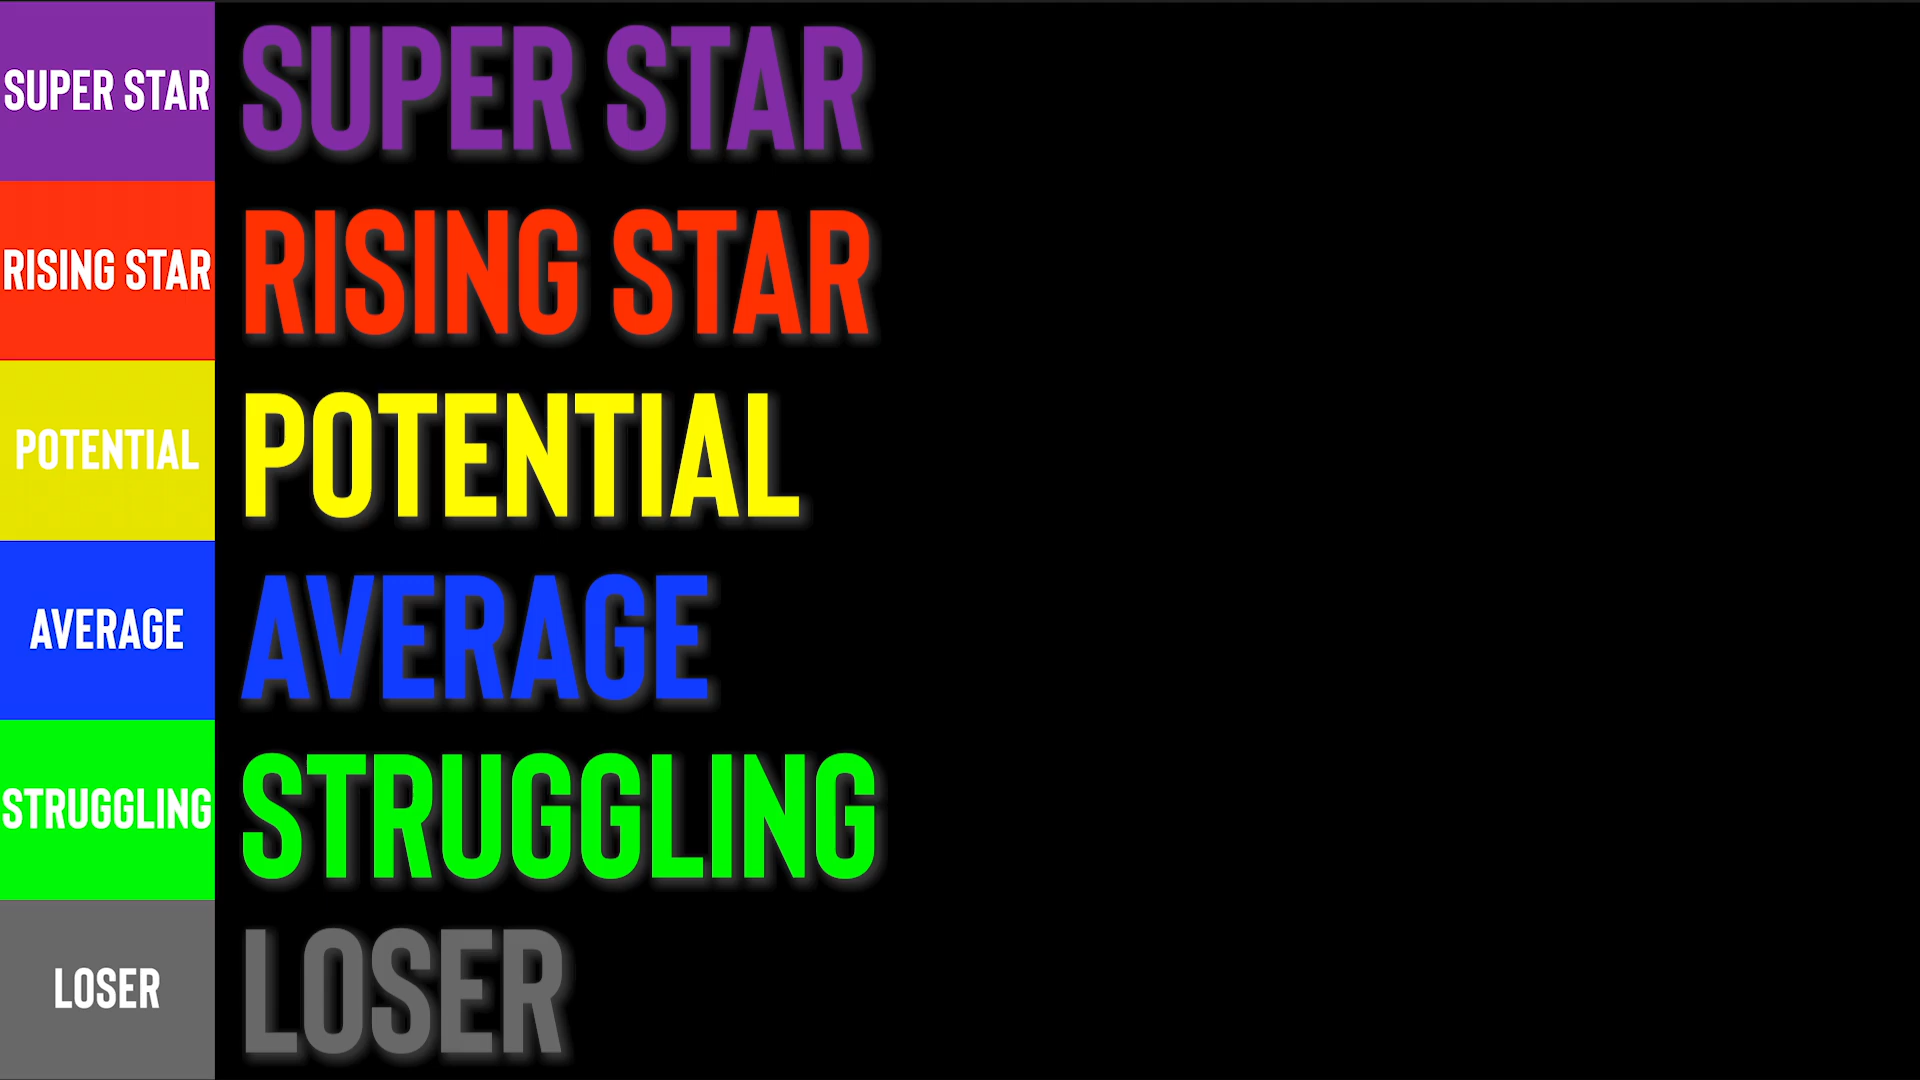 SUPER STAR SUPER STAR
RISING STAR RISING STAR
POTENTIAL POTENTIAL
AVERAGE AVERAGE
STRUGGLING STRUGGLING
LOSER LOSER